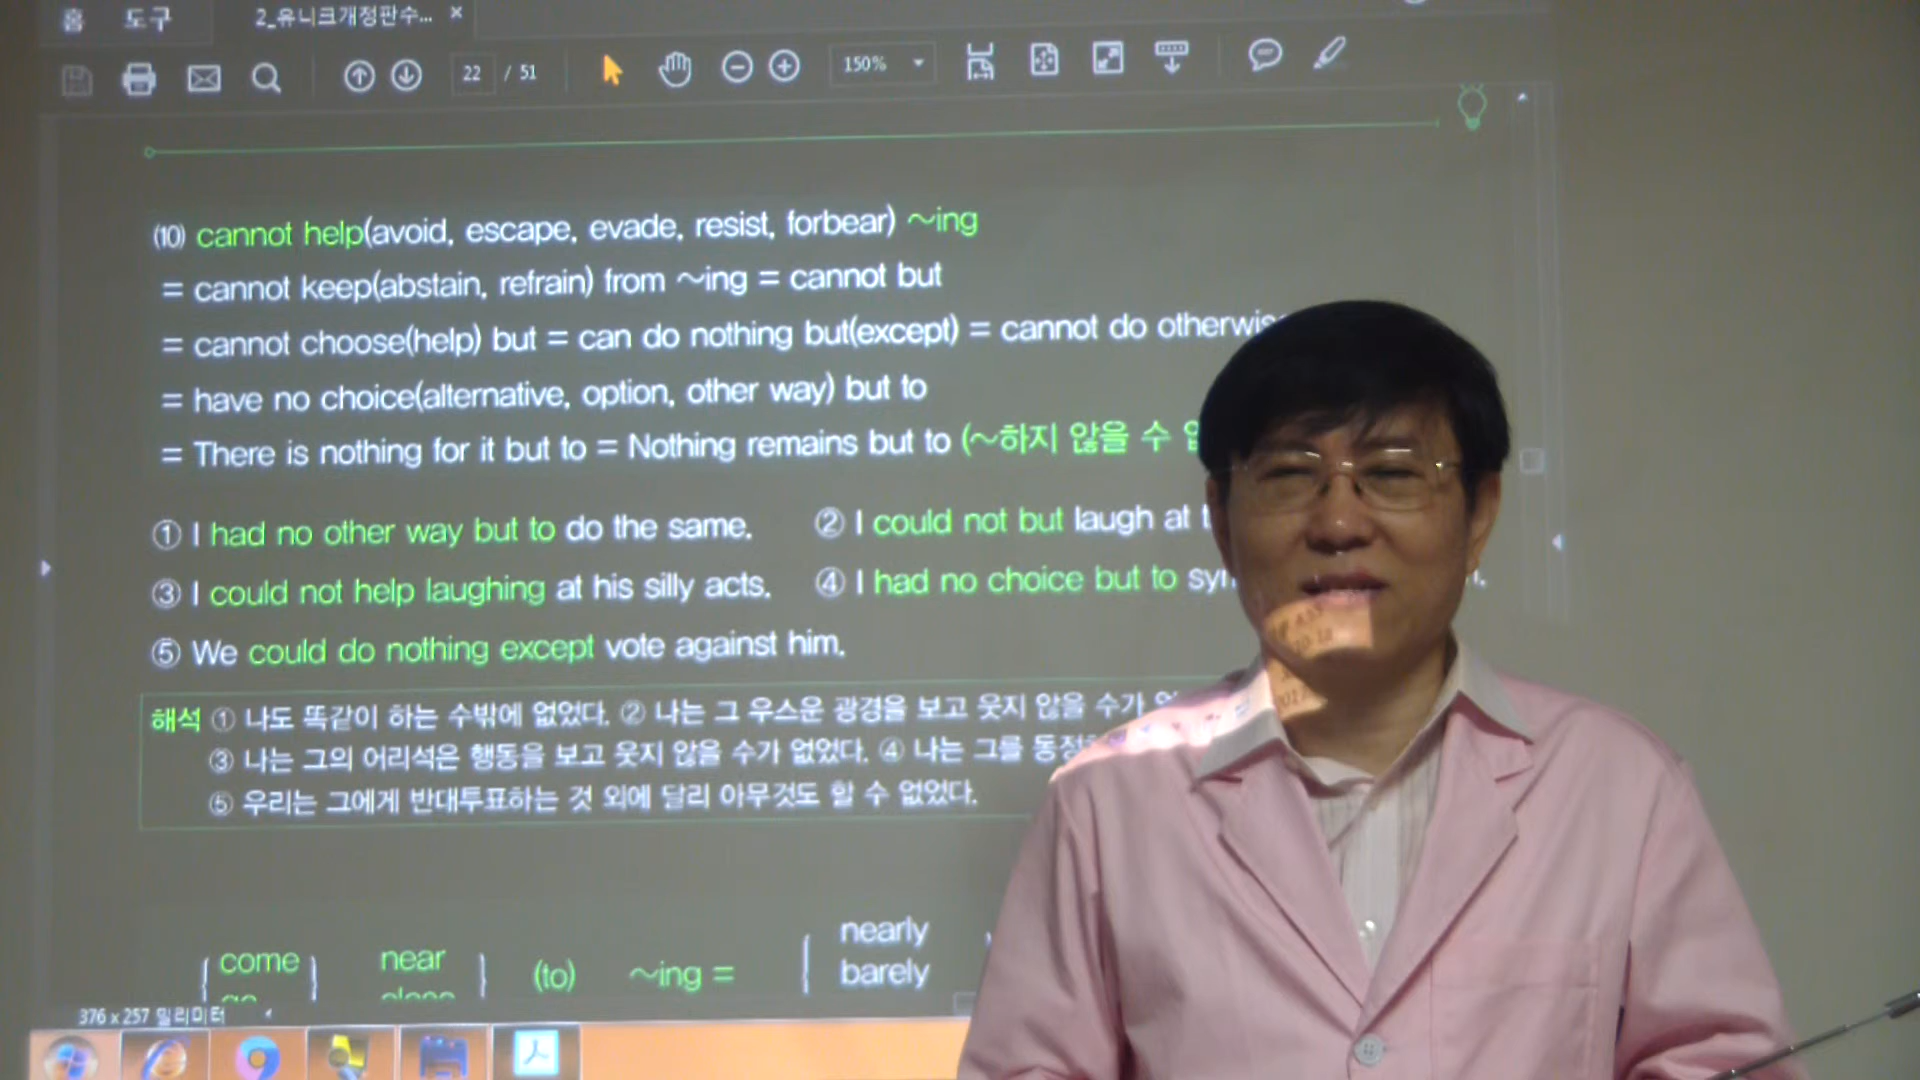 홈 도구 2_유니크개정판수... ×
22 / 51 150%
(10) cannot help(avoid, escape, evade, resist, forbear) ~ing
= cannot keep(abstain, refrain) from ~ing = cannot but
= cannot choose(help) but = can do nothing but(except) = cannot do
= have no choice(alternative, option, other way) but to
= There is nothing for it but to = Nothing remains but to (~하지 않을 수
① I had no other way but to do the same. ② I could not but laugh at
③ I could not help laughing at his silly acts. ④ I had no choice but to
⑤ We could do nothing except vote against him.
해석 ① 나도 똑같이 하는 수밖에 없었다. ② 나는 그 우스운 광경을 보고 웃지 않을 수가
③ 나는 그의 어리석은 행동을 보고 웃지 않을 수가 없었다. ④ 나는 그를
⑤ 우리는 그에게 반대투표하는 것 외에 달리 아무것도 할 수 없었다.
come near (to) ~ing = nearly
barely
376 x 257 밀리미터